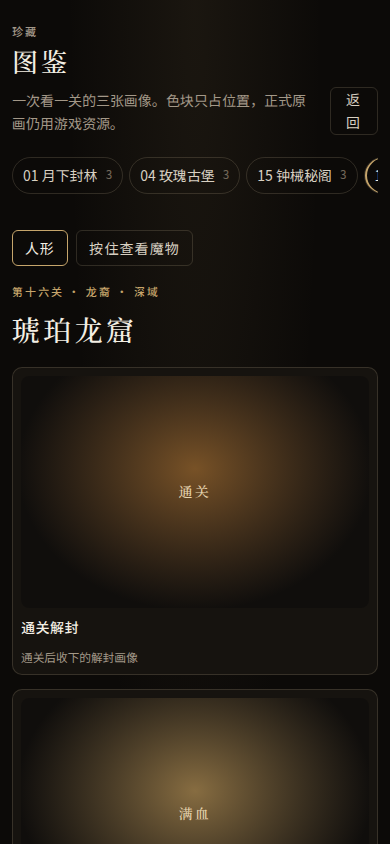 珍藏
图鉴
一次看一关的三张画像。色块只占位置，正式原
画仍用游戏资源。
返
回
01 月下封林 3
04 玫瑰古堡 3
15 钟械秘阁 3
人形
按住查看魔物
第十六关 · 龙裔 · 深域
琥珀龙窟
通关
通关解封
通关后收下的解封画像
满血